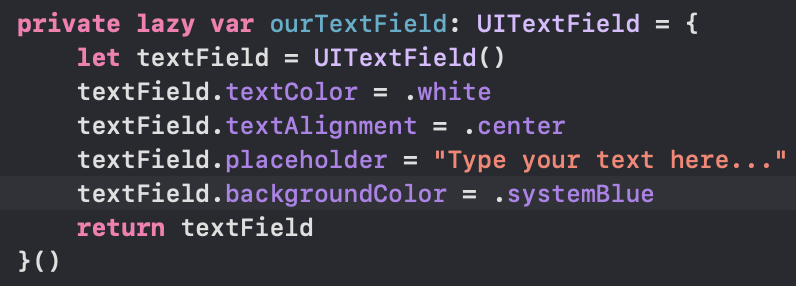 private lazy var ourTextField: UITextField = {
    let textField = UITextField()
    textField.textColor = .white
    textField.textAlignment = .center
    textField.placeholder = "Type your text here..."
    textField.backgroundColor = .systemBlue
    return textField
}()